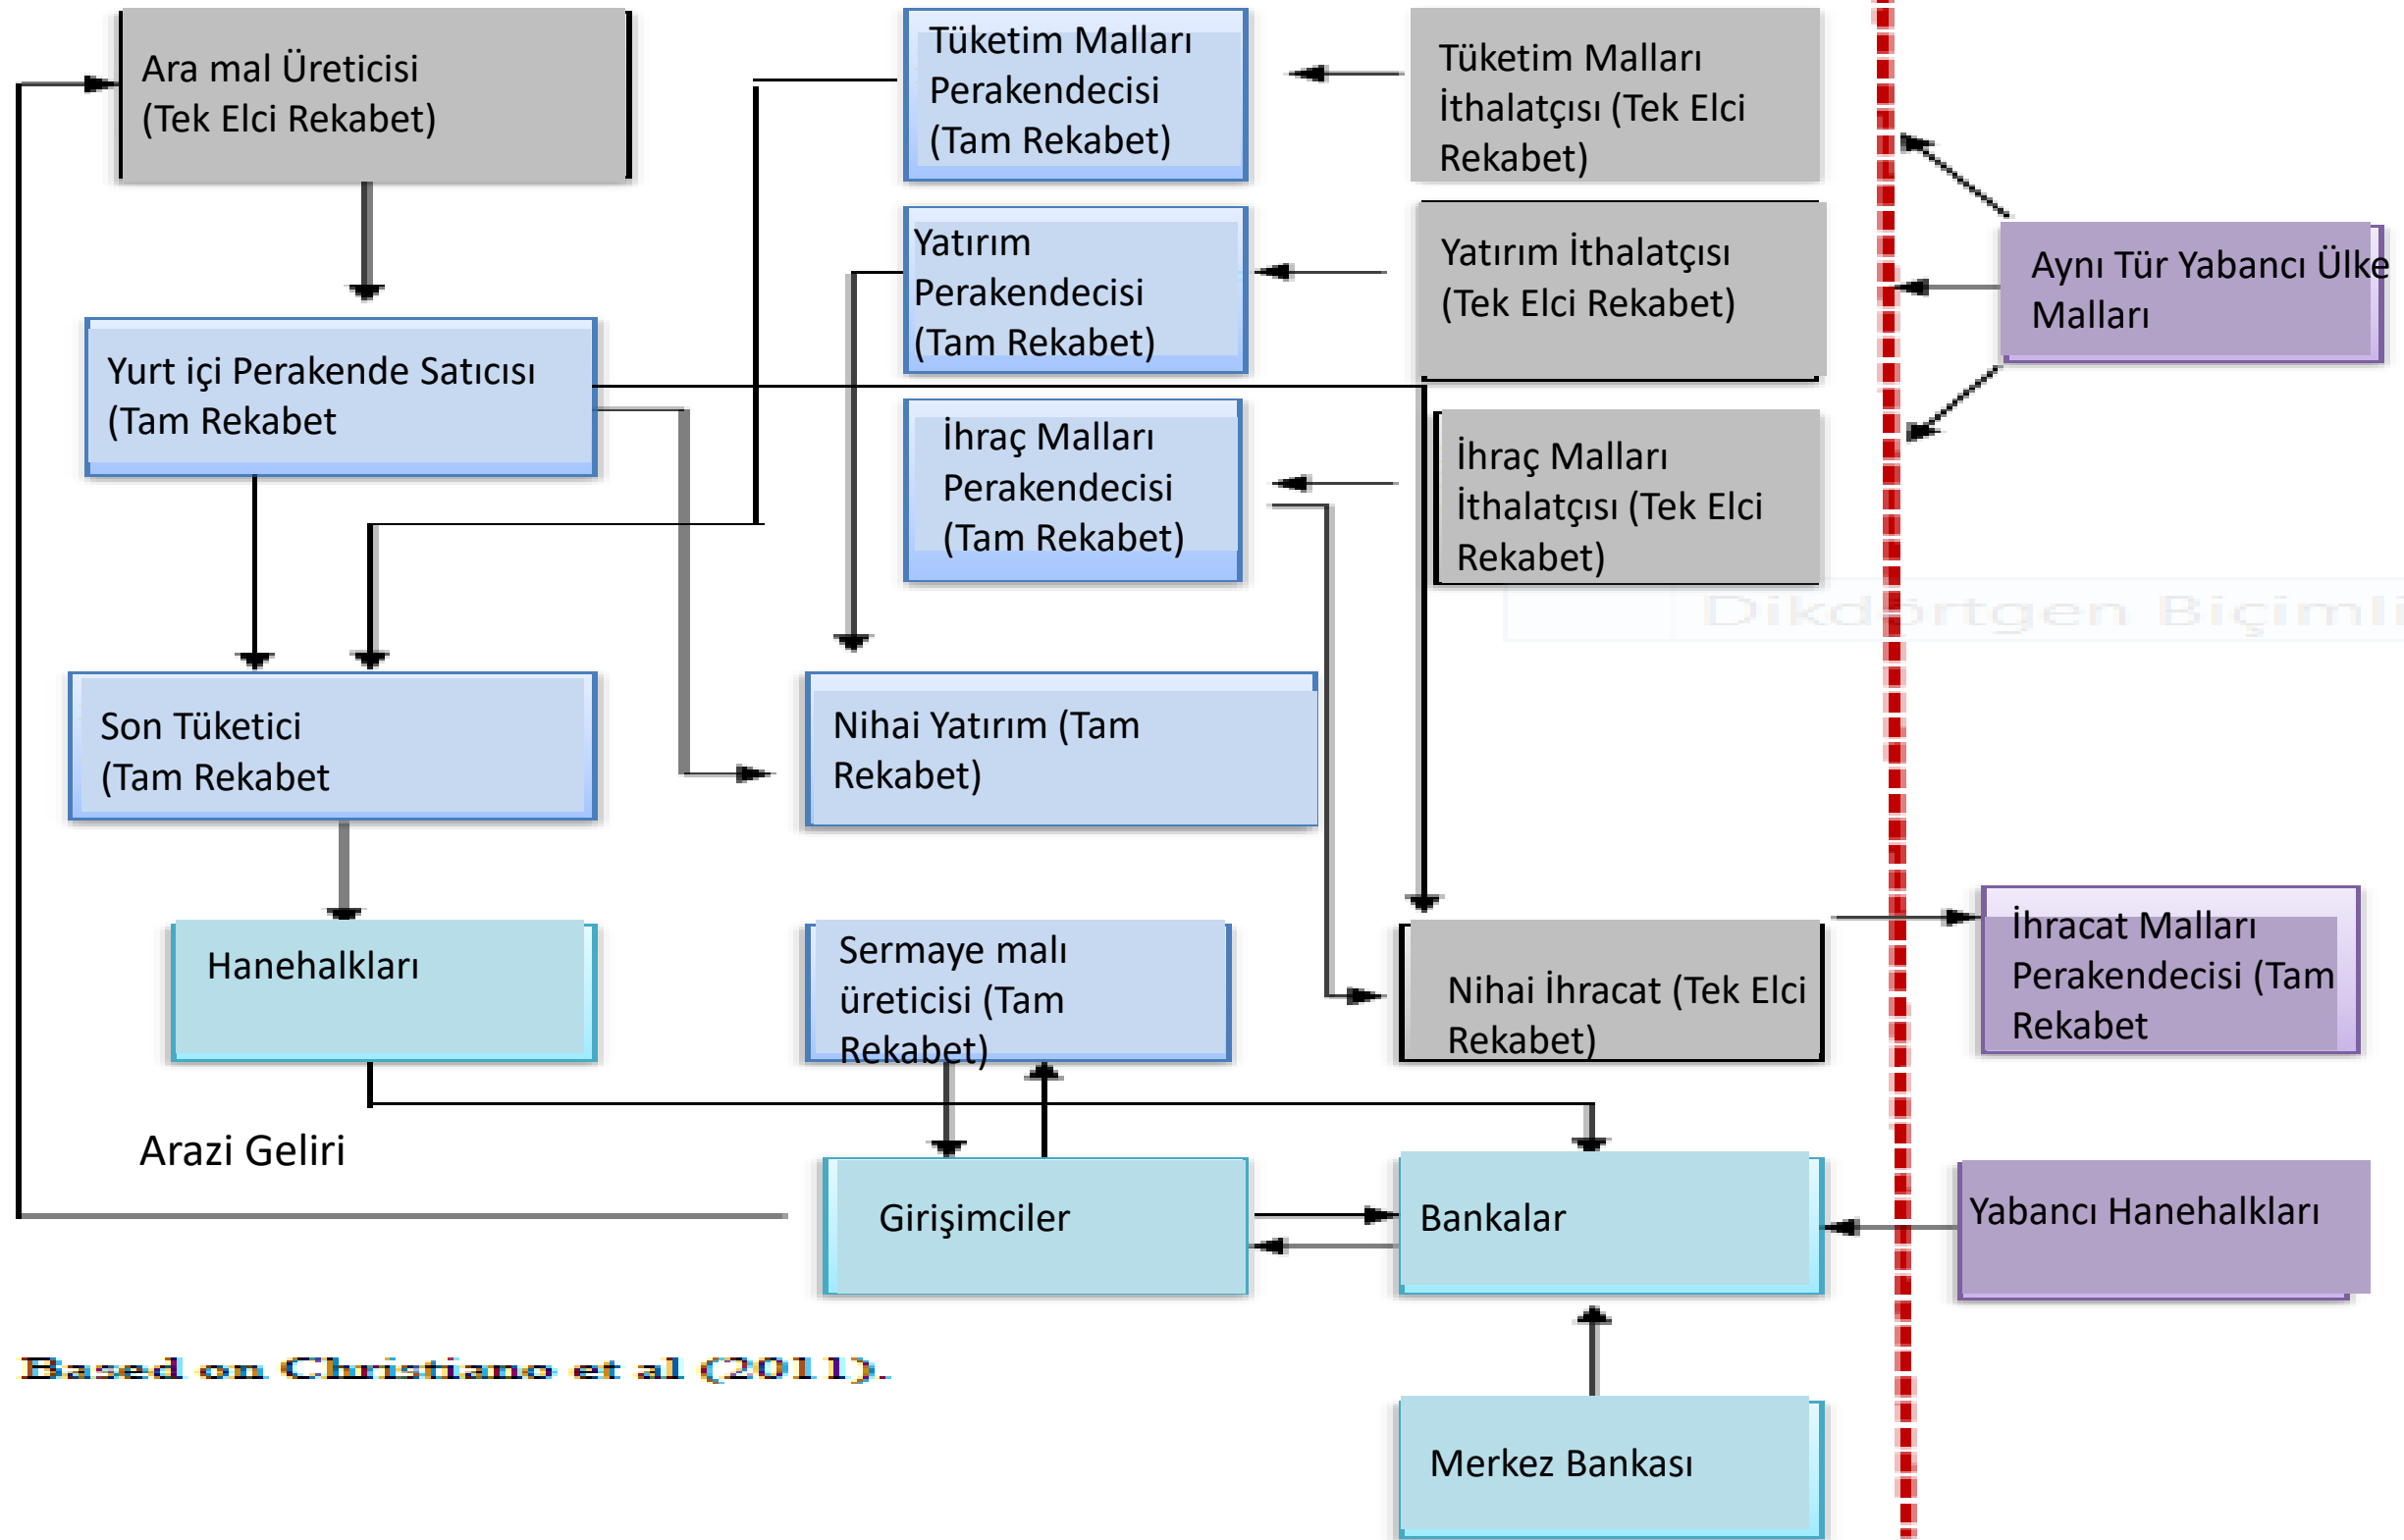 Ara mal Üreticisi
(Tek Elci Rekabet)
Tüketim Malları
Perakendecisi
(Tam Rekabet)
Tüketim Malları
İthalatçısı (Tek Elci
Rekabet)
Yatırım
Perakendecisi
(Tam Rekabet)
Yatırım İthalatçısı
(Tek Elci Rekabet)
Aynı Tür Yabancı Ülke
Malları
Yurt içi Perakende Satıcısı
(Tam Rekabet
İhraç Malları
Perakendecisi
(Tam Rekabet)
İhraç Malları
İthalatçısı (Tek Elci
Rekabet)
Dikdörtgen Biçimli
Son Tüketici
(Tam Rekabet
Nihai Yatırım (Tam
Rekabet)
Hanehalkları
Sermaye malı
üreticisi (Tam
Rekabet)
Nihai İhracat (Tek Elci
Rekabet)
İhracat Malları
Perakendecisi (Tam
Rekabet
Arazi Geliri
Girişimciler
Bankalar
Yabancı Hanehalkları
Based on Christiano et al (2011).
Merkez Bankası